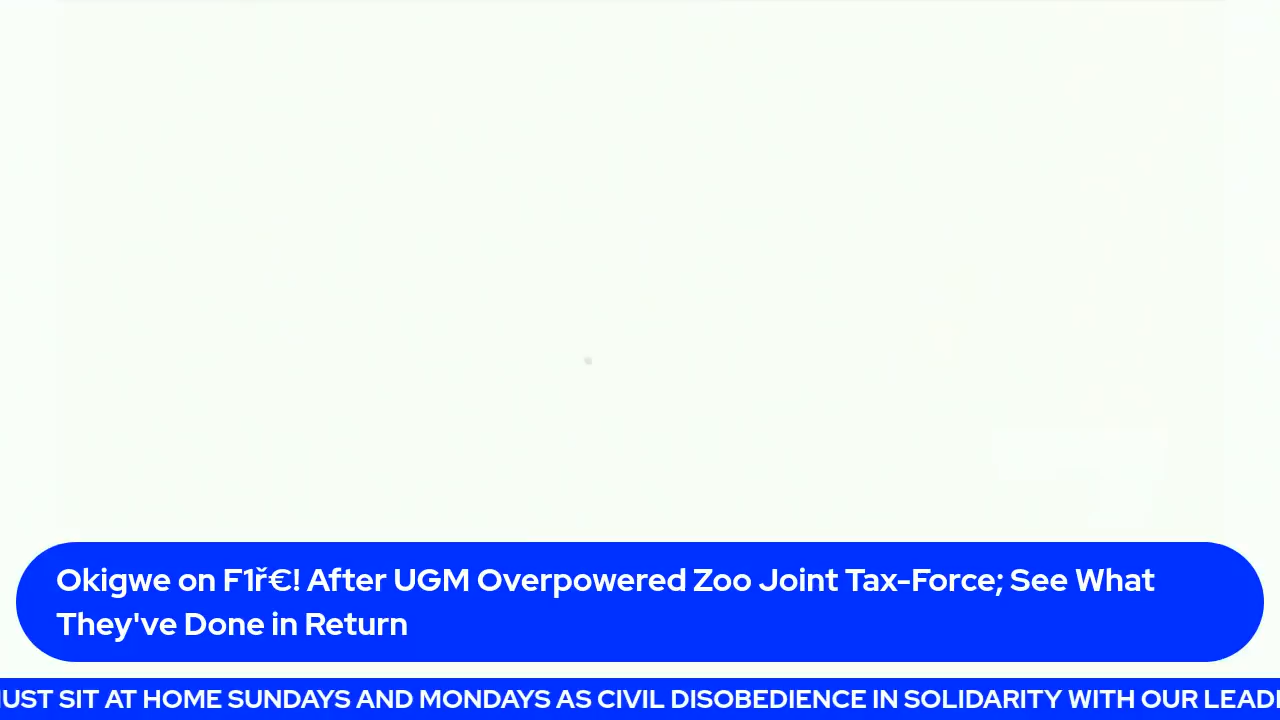 Okigwe on F1ř€! After UGM Overpowered Zoo Joint Tax-Force; See What
They've Done in Return
UST SIT AT HOME SUNDAYS AND MONDAYS AS CIVIL DISOBEDIENCE IN SOLIDARITY WITH OUR LEAD